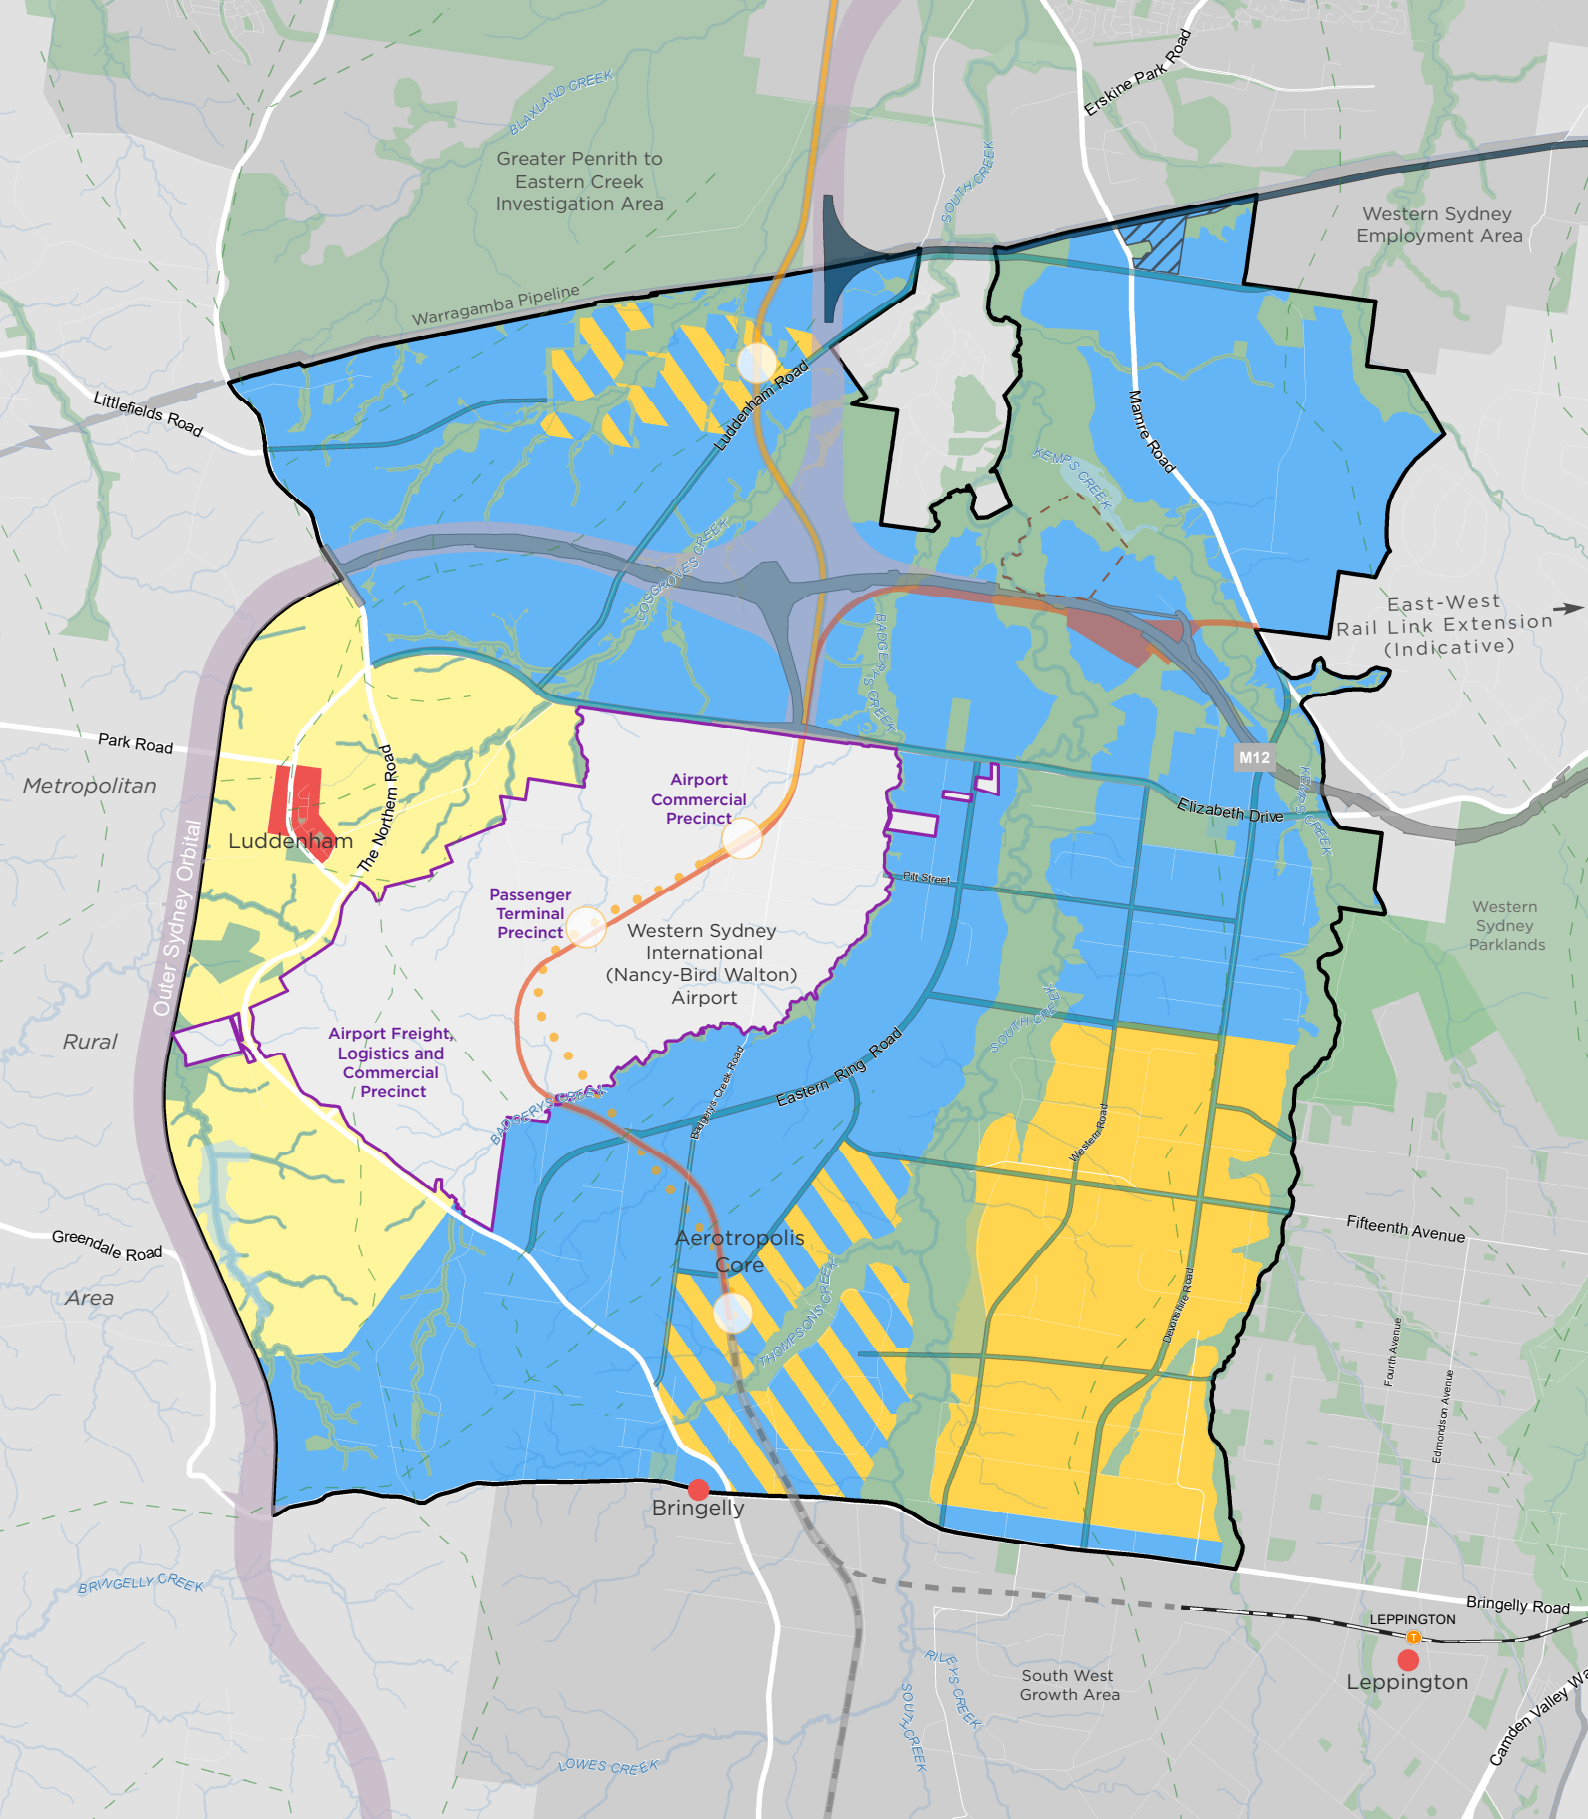 Erskine Park Road
BLAXLAND CREEK
Greater Penrith to
Eastern Creek
Investigation Area
SOUTH CREEK
Western Sydney
Employment Area
Warragamba Pipeline
Littlefields Road
Luddenham Road
Mamre Road
KEMPS CREEK
COSGROVES CREEK
BADGERYS CREEK
East-West
Rail Link Extension
(Indicative)
Park Road
Metropolitan
The Northern Road
Luddenham
Outer Sydney Orbital
Airport
Commercial
Precinct
M12
Elizabeth Drive
KEMPS CREEK
Pitt Street
Passenger
Terminal
Precinct
Western Sydney
International
(Nancy-Bird Walton)
Airport
Western
Sydney
Parklands
Rural
Airport Freight,
Logistics and
Commercial
Precinct
SOUTH CREEK
Eastern Ring Road
Badgerys Creek Road
BADGERYS CREEK
Western Road
Greendale Road
Fifteenth Avenue
Aerotropolis
Core
Area
THOMPSONS CREEK
Devonshire Road
Fourth Avenue
Edmondson Avenue
Bringelly
BRINGELLY CREEK
Bringelly Road
LEPPINGTON
T
Leppington
RILEYS CREEK
SOUTH CREEK
South West
Growth Area
Camden Valley Wa
LOWES CREEK